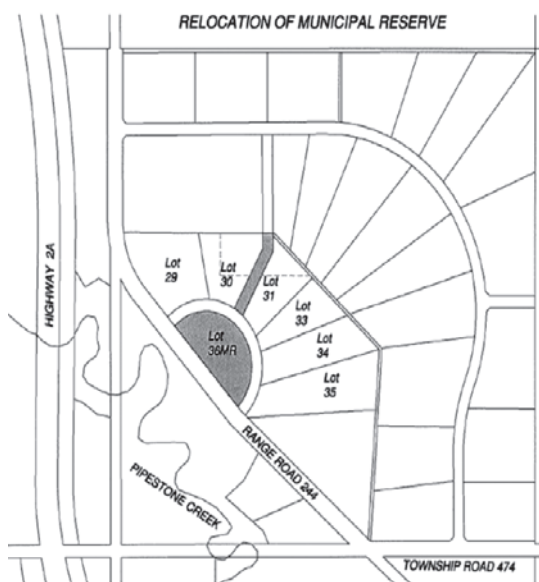 RELOCATION OF MUNICIPAL RESERVE
HIGHWAY 2A
Lot
29
Lot
30
Lot
31
Lot
33
Lot
34
Lot
35
Lot
36MR
RANGE ROAD 244
PIPESTONE CREEK
TOWNSHIP ROAD 474